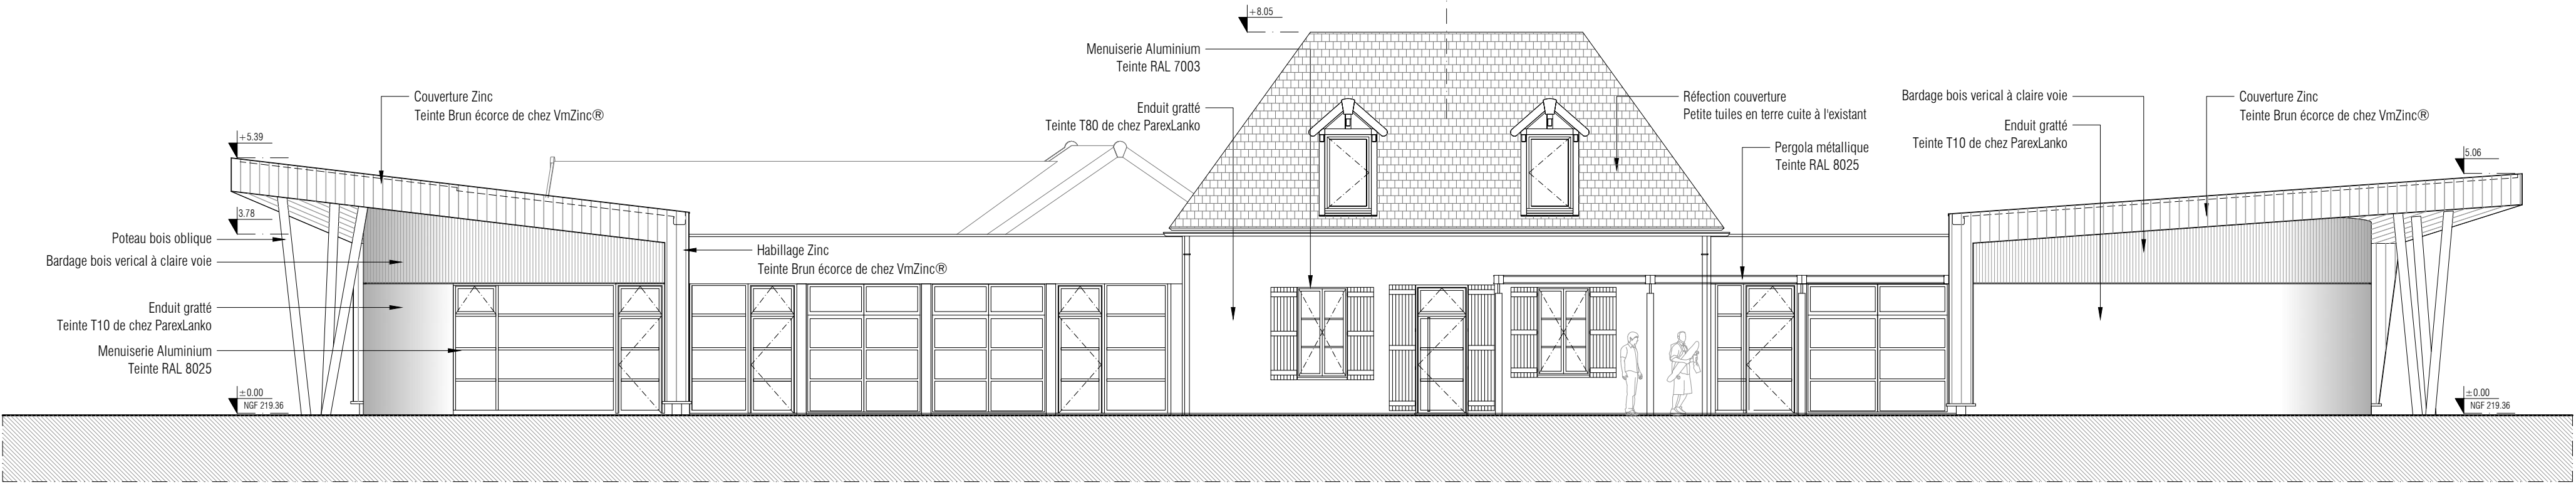 +8.05
Menuiserie Aluminium
Teinte RAL 7003
Couverture Zinc
Teinte Brun écorce de chez VmZinc®
Enduit gratté
Teinte T80 de chez ParexLanko
Réfection couverture
Petite tuiles en terre cuite à l'existant
Bardage bois verical à claire voie
Enduit gratté
Teinte T10 de chez ParexLanko
Couverture Zinc
Teinte Brun écorce de chez VmZinc®
+5.39
Pergola métallique
Teinte RAL 8025
5.06
3.78
Poteau bois oblique
Bardage bois verical à claire voie
Habillage Zinc
Teinte Brun écorce de chez VmZinc®
Enduit gratté
Teinte T10 de chez ParexLanko
Menuiserie Aluminium
Teinte RAL 8025
±0.00
NGF 219.36
±0.00
NGF 219.36